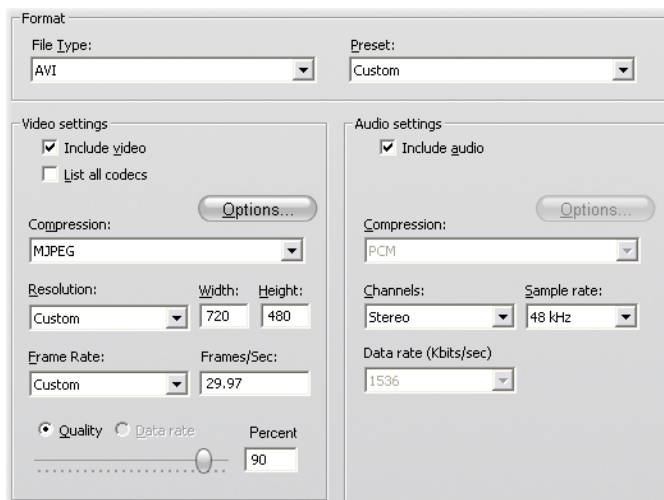 Format
File Type:
AVI
Preset:
Custom
Video settings
Include video
List all codecs
Options...
Compression:
MJPEG
Resolution:
Custom
Width:
720
Height:
480
Frame Rate:
Custom
Frames/Sec:
29.97
Quality
Data rate
Percent
90
Audio settings
Include audio
Options...
Compression:
PCM
Channels:
Stereo
Sample rate:
48 kHz
Data rate (Kbits/sec)
1536